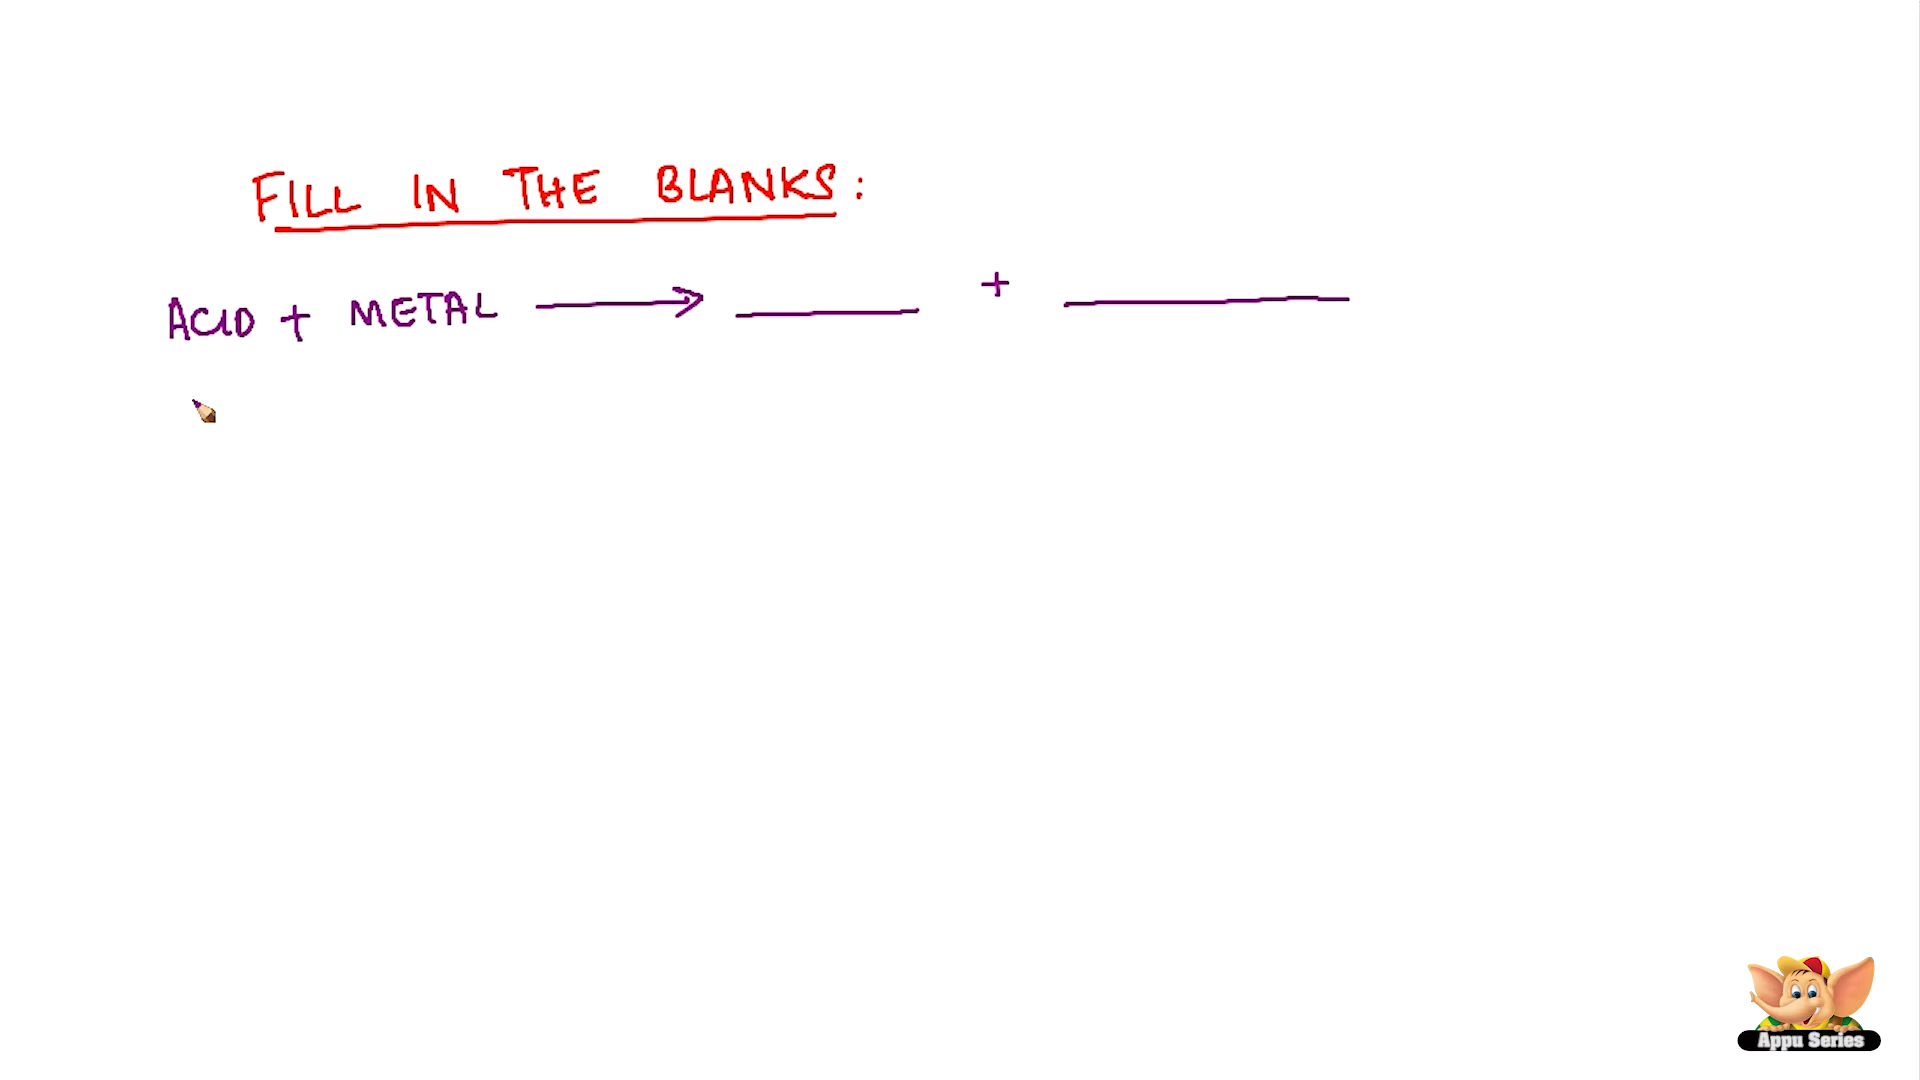 FILL IN THE BLANKS:
ACID + METAL ⟶ ______ + ______
Appu Series